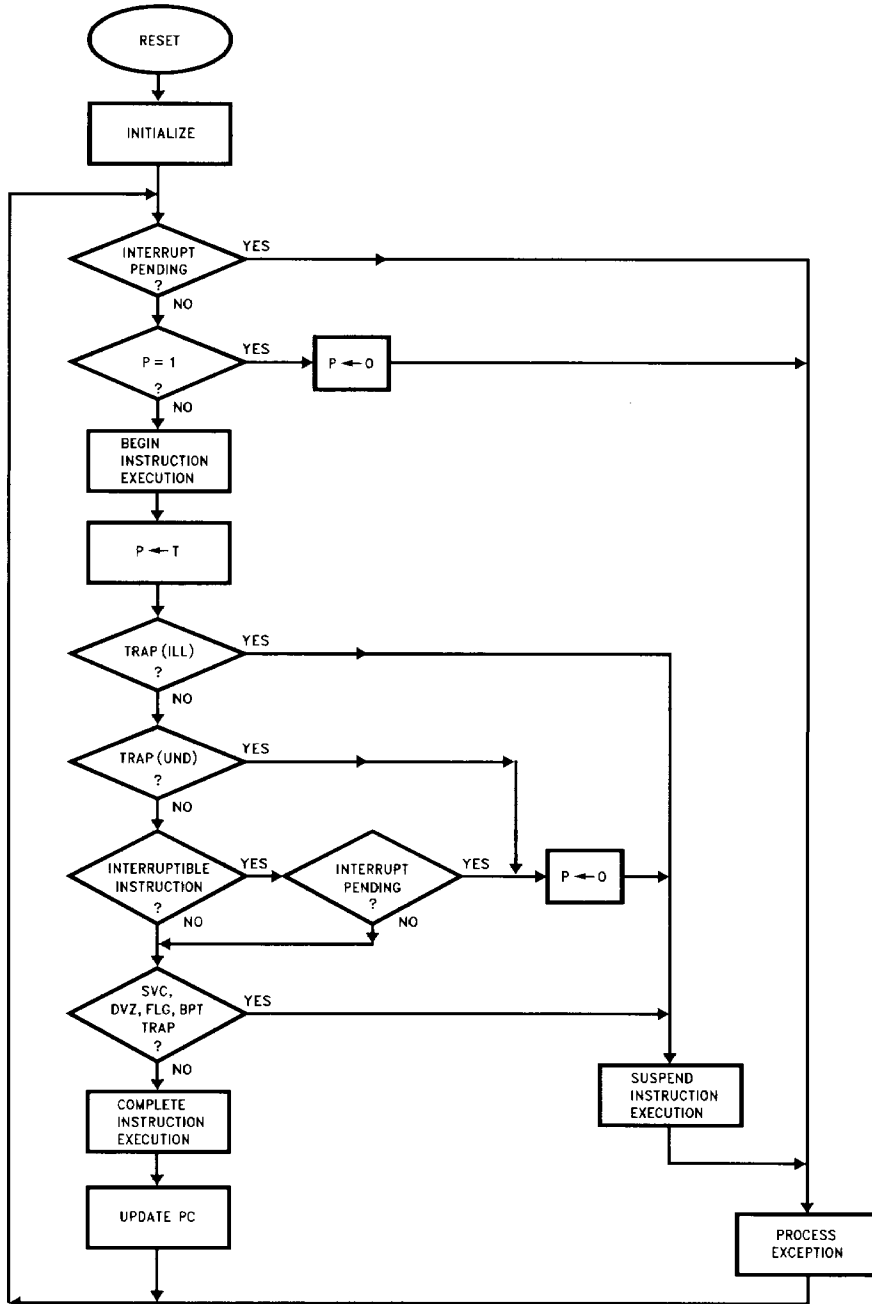 RESET
INITIALIZE
INTERRUPT
PENDING
?
YES
NO
P = 1
?
YES
NO
P ← 0
BEGIN
INSTRUCTION
EXECUTION
P ← T
TRAP (ILL)
?
YES
NO
TRAP (UND)
?
YES
NO
INTERRUPTIBLE
INSTRUCTION
?
YES
NO
INTERRUPT
PENDING
?
YES
NO
P ← 0
SVC,
DVZ, FLG, BPT
TRAP
?
YES
NO
SUSPEND
INSTRUCTION
EXECUTION
COMPLETE
INSTRUCTION
EXECUTION
UPDATE PC
PROCESS
EXCEPTION